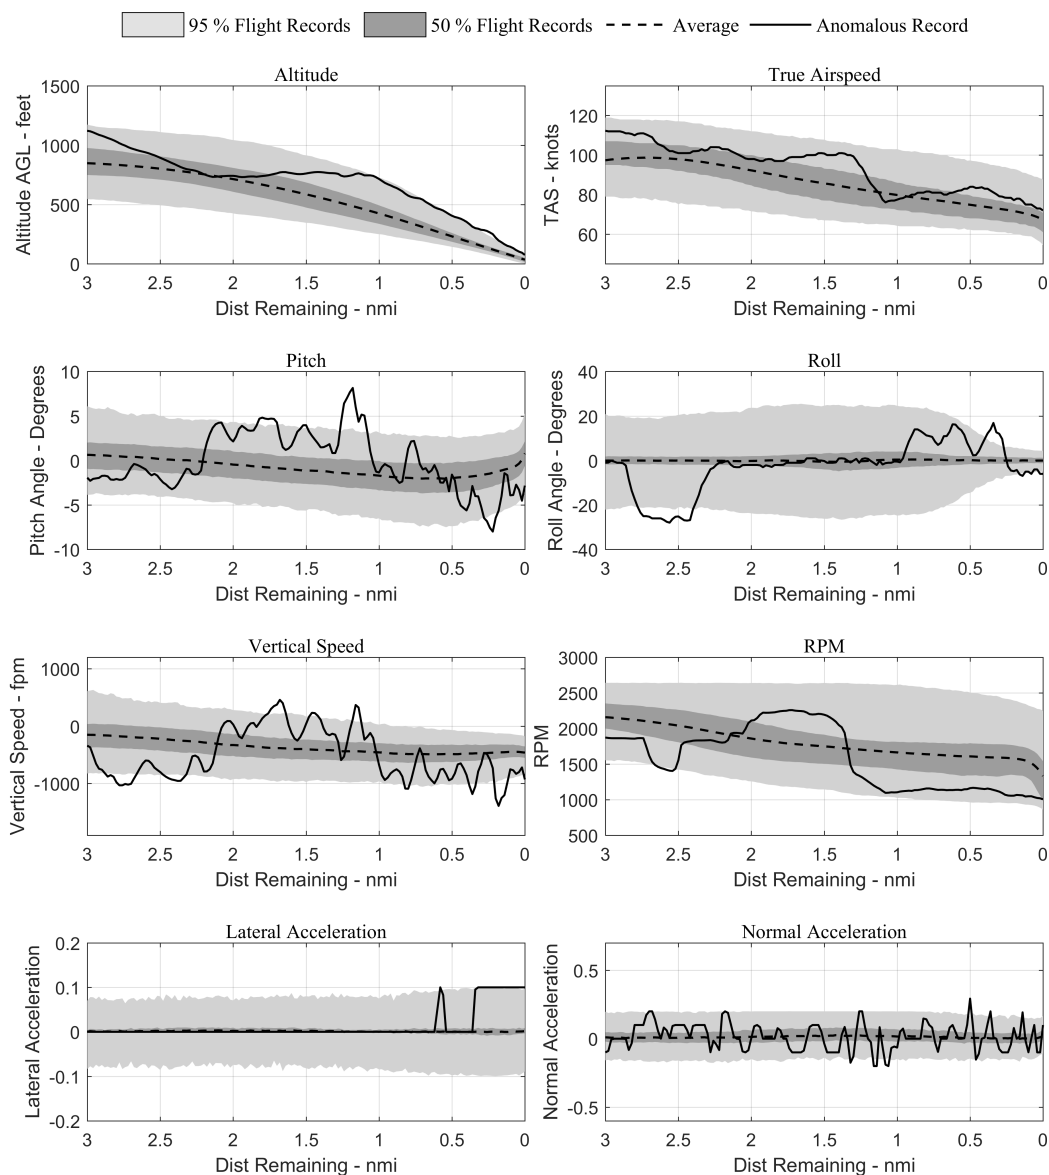 95 % Flight Records 50 % Flight Records Average Anomalous Record
Altitude
Altitude AGL - feet
1500
1000
500
0
3 2.5 2 1.5 1 0.5 0
Dist Remaining - nmi
True Airspeed
TAS - knots
120
100
80
60
3 2.5 2 1.5 1 0.5 0
Dist Remaining - nmi
Pitch
Pitch Angle - Degrees
10
5
0
-5
-10
3 2.5 2 1.5 1 0.5 0
Dist Remaining - nmi
Roll
Roll Angle - Degrees
40
20
0
-20
-40
3 2.5 2 1.5 1 0.5 0
Dist Remaining - nmi
Vertical Speed
Vertical Speed - fpm
1000
0
-1000
3 2.5 2 1.5 1 0.5 0
Dist Remaining - nmi
RPM
RPM
3000
2500
2000
1500
1000
500
3 2.5 2 1.5 1 0.5 0
Dist Remaining - nmi
Lateral Acceleration
Lateral Acceleration
0.2
0.1
0
-0.1
-0.2
3 2.5 2 1.5 1 0.5 0
Dist Remaining - nmi
Normal Acceleration
Normal Acceleration
0.5
0
-0.5
3 2.5 2 1.5 1 0.5 0
Dist Remaining - nmi